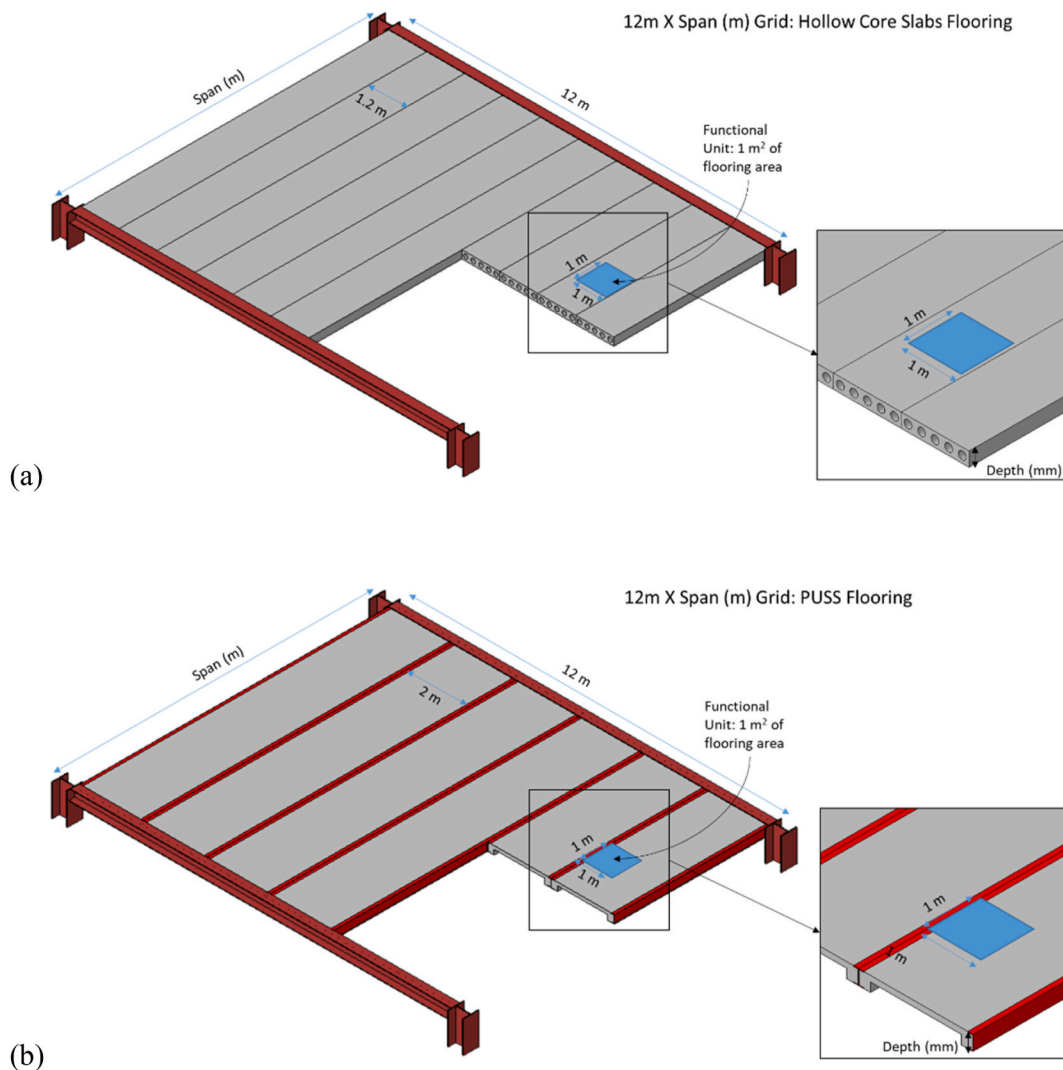 12m X Span (m) Grid: Hollow Core Slabs Flooring
Span (m)
1.2 m
12 m
Functional
Unit: 1 m² of
flooring area
1 m
1 m
1 m
1 m
Depth (mm)
(a)
12m X Span (m) Grid: PUSS Flooring
Span (m)
2 m
12 m
Functional
Unit: 1 m² of
flooring area
1 m
1 m
1 m
m
Depth (mm)
(b)